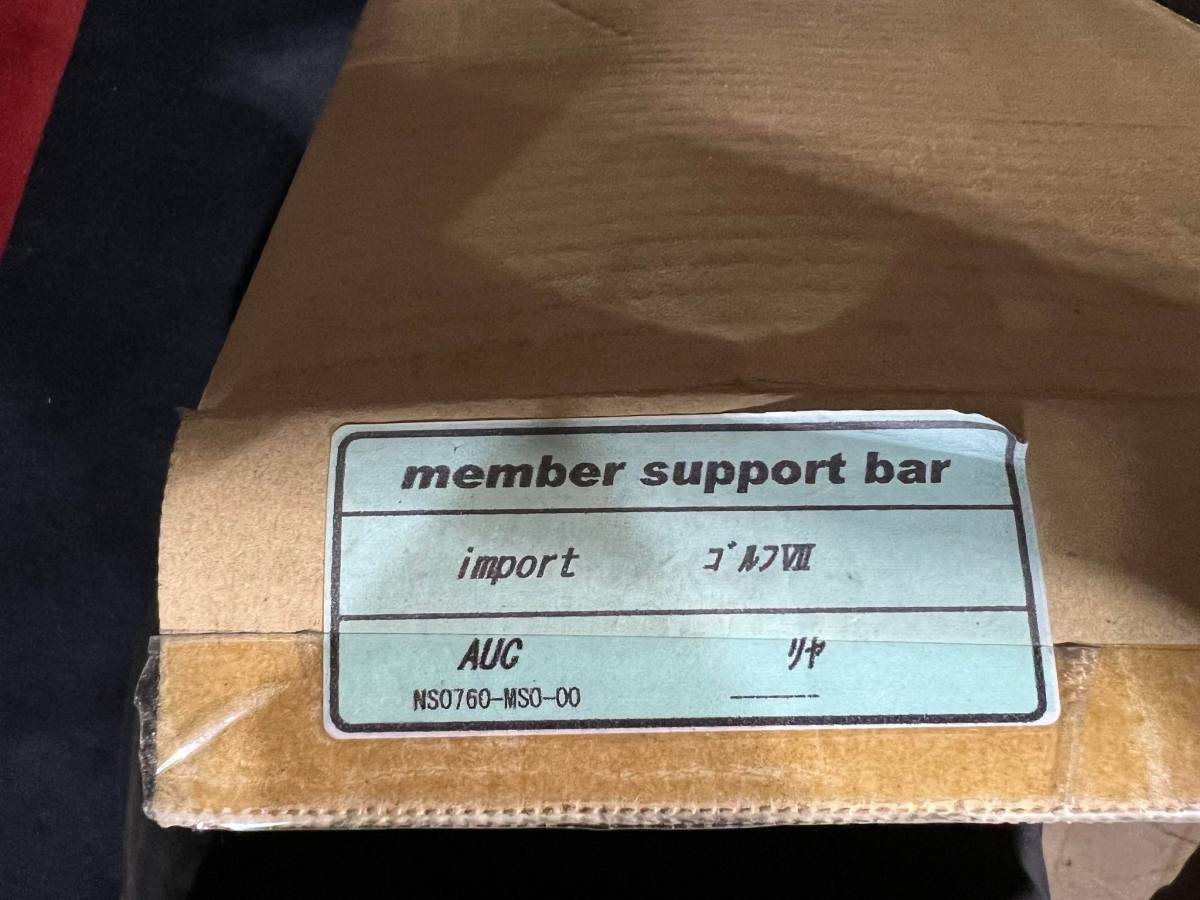 member support bar
import ｺﾞﾙﾌⅦ
AUC ﾘﾔ
NS0760-MS0-00 ————